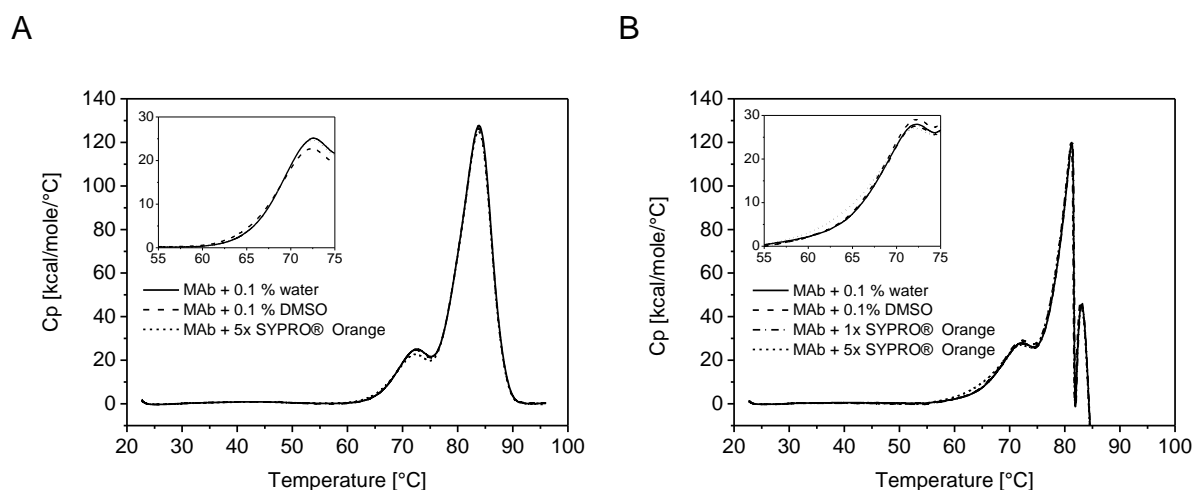 A
140
120
100
80
60
40
20
0
Cp [kcal/mole/°C]
30
20
10
0
55 60 65 70 75
MAb + 0.1 % water
MAb + 0.1 % DMSO
MAb + 5x SYPRO® Orange
20 30 40 50 60 70 80 90 100
Temperature [°C]
B
140
120
100
80
60
40
20
0
Cp [kcal/mole/°C]
30
20
10
0
55 60 65 70 75
MAb + 0.1 % water
MAb + 0.1% DMSO
MAb + 1x SYPRO® Orange
MAb + 5x SYPRO® Orange
20 30 40 50 60 70 80 90 100
Temperature [°C]